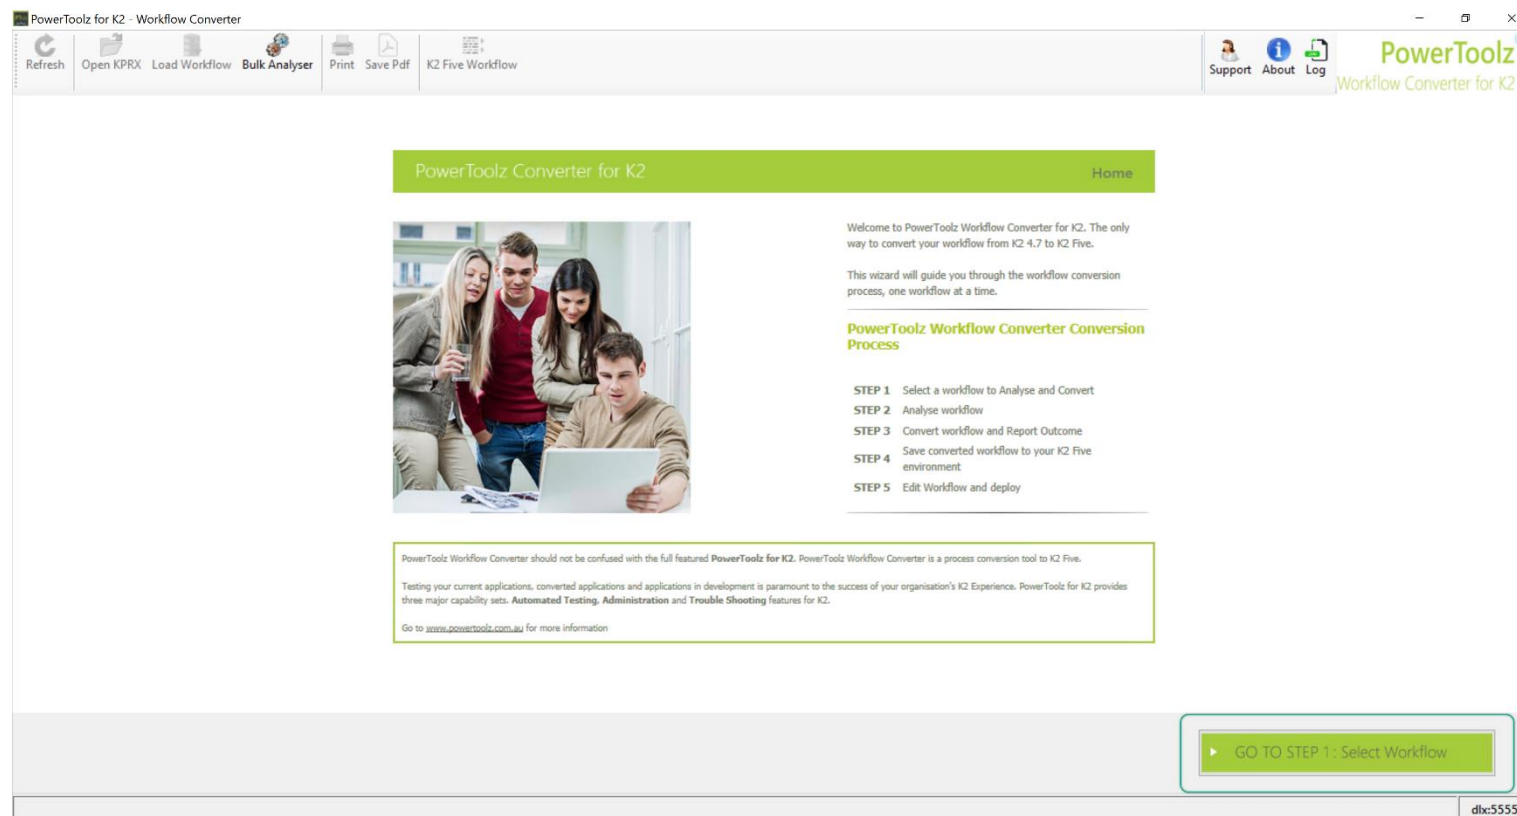 PowerToolz for K2 - Workflow Converter
Refresh
Open KPRX
Load Workflow
Bulk Analyser
Print
Save Pdf
K2 Five Workflow
Support
About
Log
PowerToolz
Workflow Converter for K2
PowerToolz Converter for K2
Home
Welcome to PowerToolz Workflow Converter for K2. The only
way to convert your workflow from K2 4.7 to K2 Five.
This wizard will guide you through the workflow conversion
process, one workflow at a time.
PowerToolz Workflow Converter Conversion
Process
STEP 1 Select a workflow to Analyse and Convert
STEP 2 Analyse workflow
STEP 3 Convert workflow and Report Outcome
STEP 4 Save converted workflow to your K2 Five
environment
STEP 5 Edit Workflow and deploy
PowerToolz Workflow Converter should not be confused with the full featured PowerToolz for K2. PowerToolz Workflow Converter is a process conversion tool to K2 Five.
Testing your current applications, converted applications and applications in development is paramount to the success of your organisation's K2 Experience. PowerToolz for K2 provides
three major capability sets. Automated Testing, Administration and Trouble Shooting features for K2.
Go to www.powertoolz.com.au for more information
GO TO STEP 1 : Select Workflow
dlx:5555